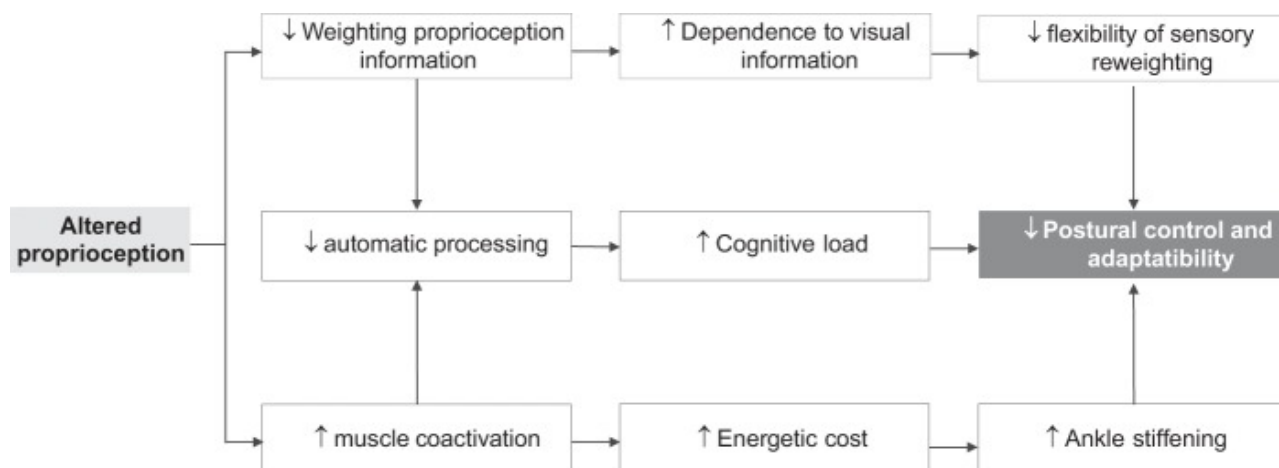 ↓ Weighting proprioception
information
↑ Dependence to visual
information
↓ flexibility of sensory
reweighting
Altered
proprioception
↓ automatic processing
↑ Cognitive load
↓ Postural control and
adaptatibility
↑ muscle coactivation
↑ Energetic cost
↑ Ankle stiffening